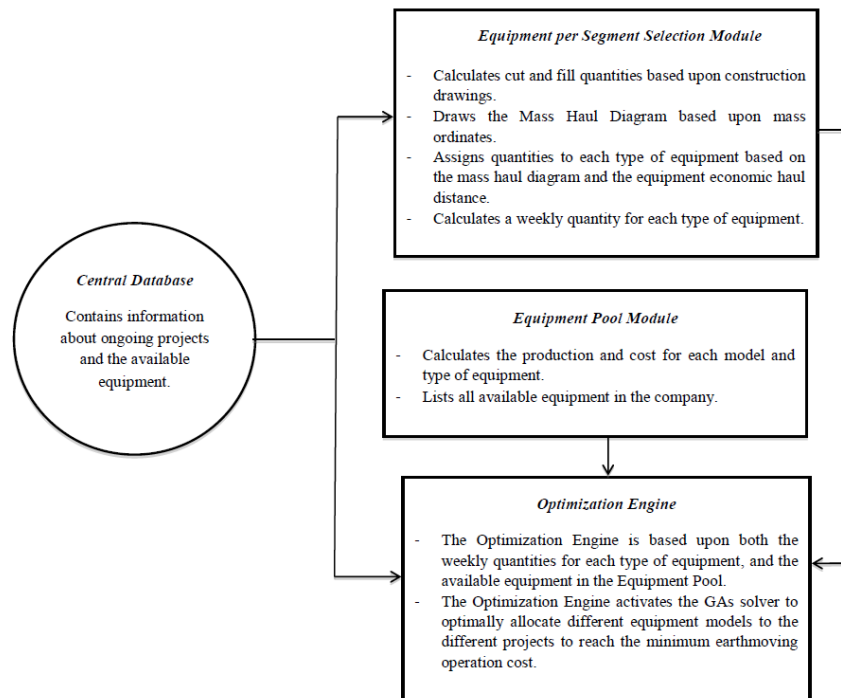 Equipment per Segment Selection Module
- Calculates cut and fill quantities based upon construction
drawings.
- Draws the Mass Haul Diagram based upon mass
ordinates.
- Assigns quantities to each type of equipment based on
the mass haul diagram and the equipment economic haul
distance.
- Calculates a weekly quantity for each type of equipment.
Central Database
Contains information
about ongoing projects
and the available
equipment.
Equipment Pool Module
- Calculates the production and cost for each model and
type of equipment.
- Lists all available equipment in the company.
Optimization Engine
- The Optimization Engine is based upon both the
weekly quantities for each type of equipment, and the
available equipment in the Equipment Pool.
- The Optimization Engine activates the GAs solver to
optimally allocate different equipment models to the
different projects to reach the minimum earthmoving
operation cost.